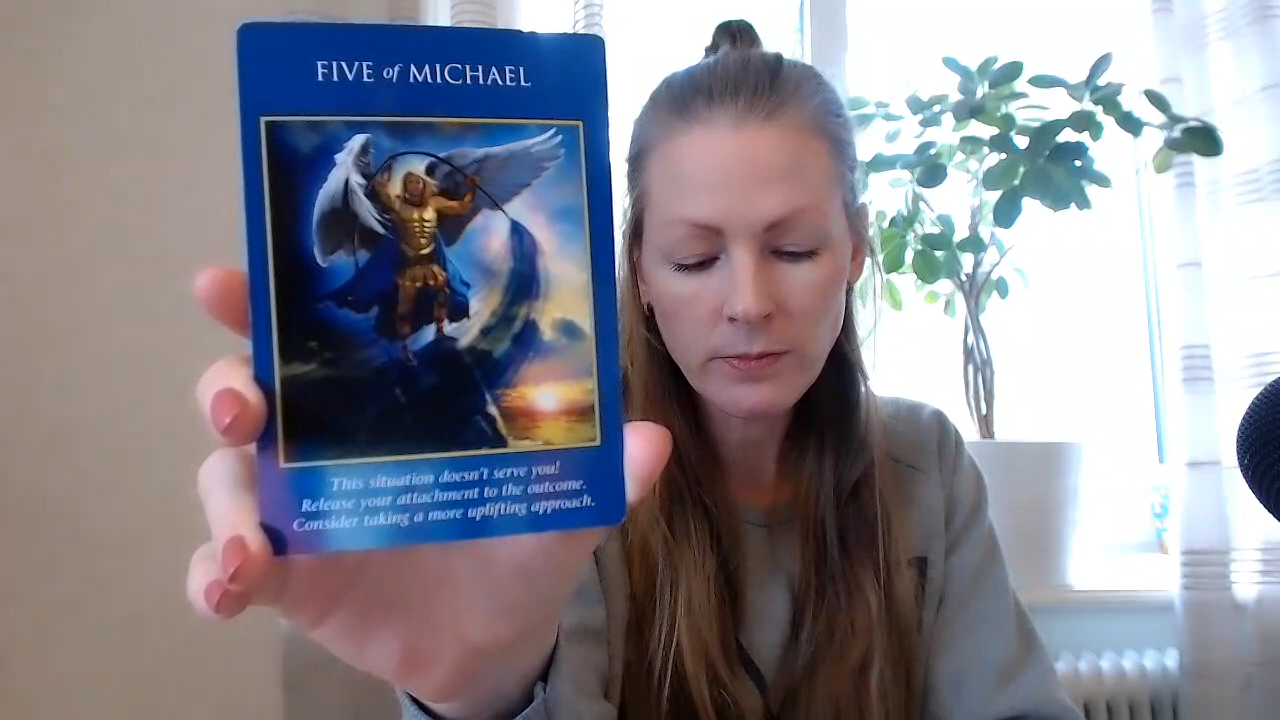 FIVE of MICHAEL
This situation doesn't serve you!
Release your attachment to the outcome.
Consider taking a more uplifting approach.